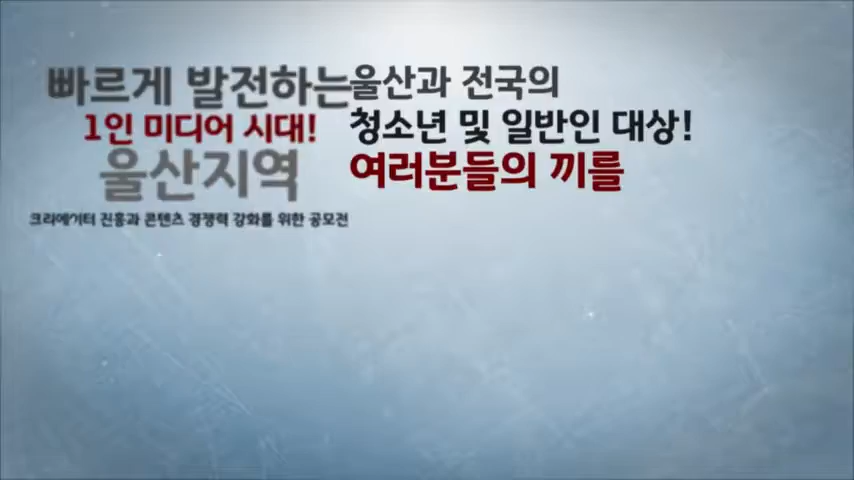 빠르게 발전하는
1인 미디어 시대!
울산지역
크리에이터 진흥과 콘텐츠 경쟁력 강화를 위한 공모전
울산과 전국의
청소년 및 일반인 대상!
여러분들의 끼를